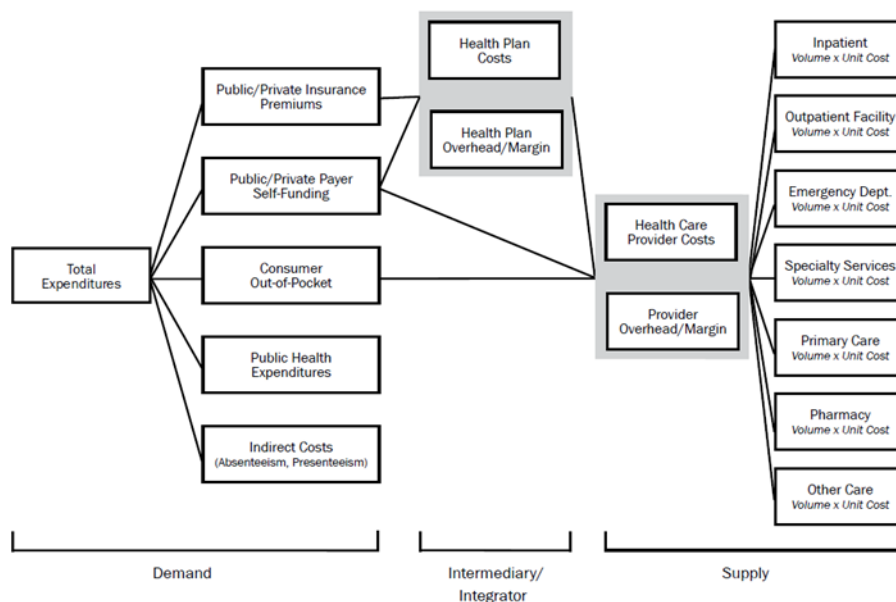 Total
Expenditures
Public/Private Insurance
Premiums
Public/Private Payer
Self-Funding
Consumer
Out-of-Pocket
Public Health
Expenditures
Indirect Costs
(Absenteeism, Presenteeism)
Health Plan
Costs
Health Plan
Overhead/Margin
Health Care
Provider Costs
Provider
Overhead/Margin
Inpatient
Volume x Unit Cost
Outpatient Facility
Volume x Unit Cost
Emergency Dept.
Volume x Unit Cost
Specialty Services
Volume x Unit Cost
Primary Care
Volume x Unit Cost
Pharmacy
Volume x Unit Cost
Other Care
Volume x Unit Cost
Demand
Intermediary/
Integrator
Supply